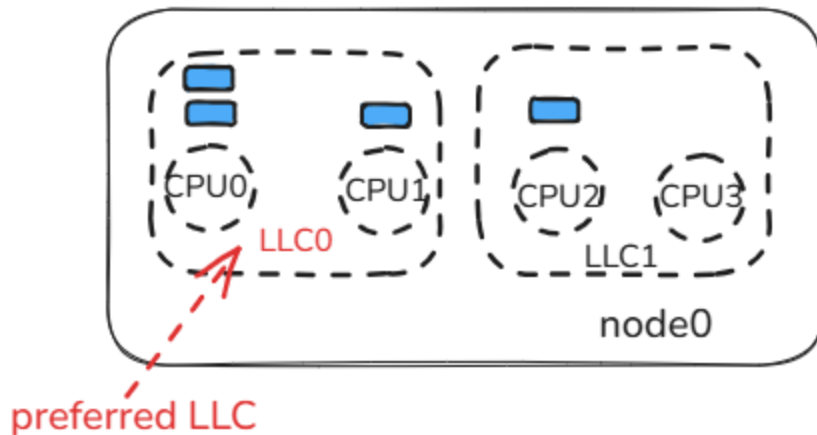 CPU0 CPU1 CPU2 CPU3
LLC0
LLC1
node0
preferred LLC